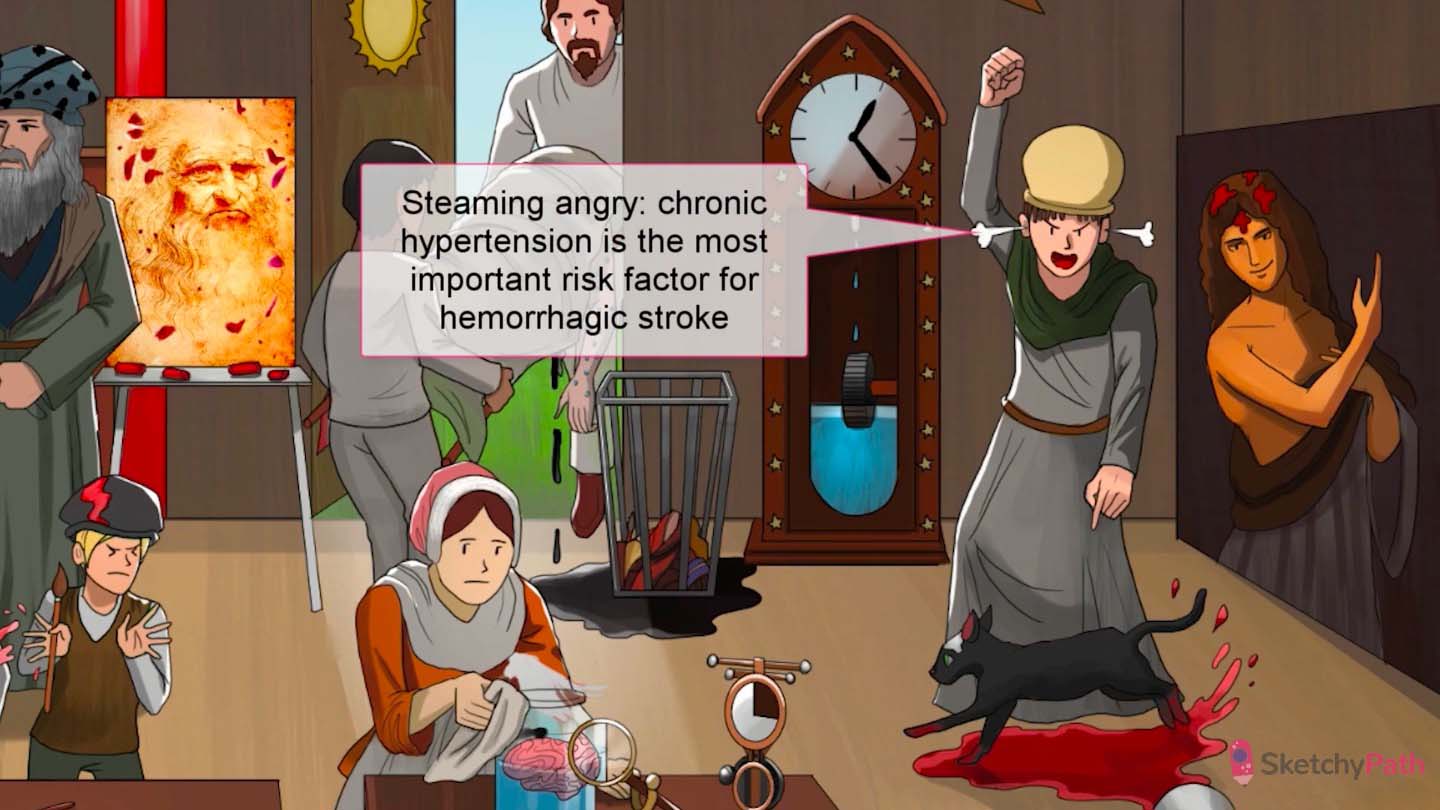 Steaming angry: chronic
hypertension is the most
important risk factor for
hemorrhagic stroke
SketchyPath